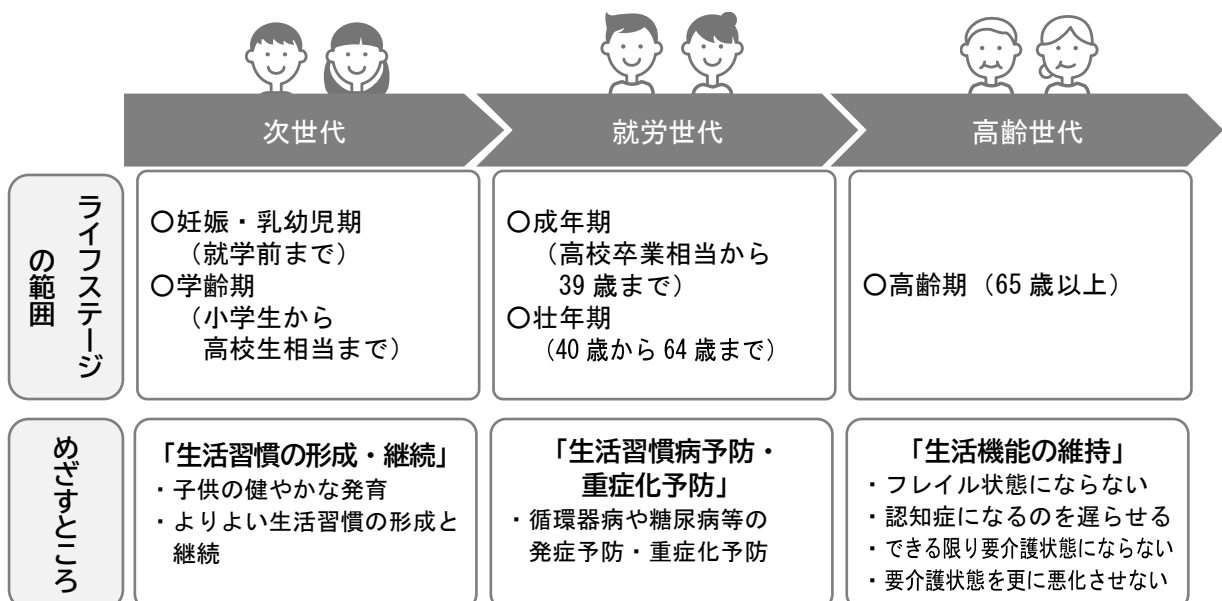 次世代
就労世代
高齢世代
ライフステージ
の範囲
〇妊娠・乳幼児期
（就学前まで）
〇学齢期
（小学生から
高校生相当まで）
〇成年期
（高校卒業相当から
39 歳まで）
〇壮年期
（40 歳から 64 歳まで）
〇高齢期（65 歳以上）
めざすところ
「生活習慣の形成・継続」
・子供の健やかな発育
・よりよい生活習慣の形成と
継続
「生活習慣病予防・
重症化予防」
・循環器病や糖尿病等の
発症予防・重症化予防
「生活機能の維持」
・フレイル状態にならない
・認知症になるのを遅らせる
・できる限り要介護状態にならない
・要介護状態を更に悪化させない